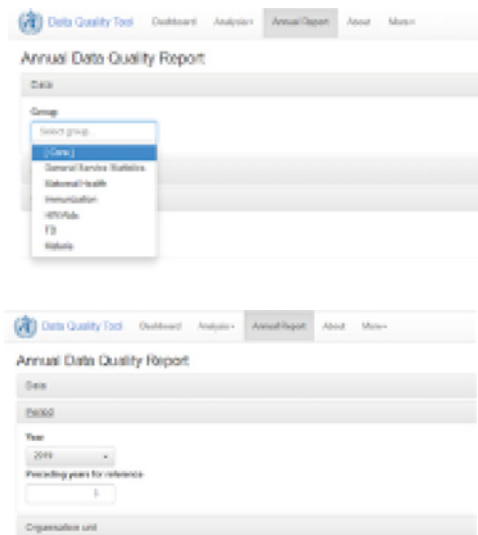 Data Quality Tool Dashboard Analysis Annual Report About More
Annual Data Quality Report
Data
Group
Select group
[ Core ]
General Service Statistics
Maternal Health
Immunization
HIV/Aids
TB
Malaria
Data Quality Tool Dashboard Analysis Annual Report About More
Annual Data Quality Report
Data
Period
Year
2019
Preceding years for reference
Organisation unit